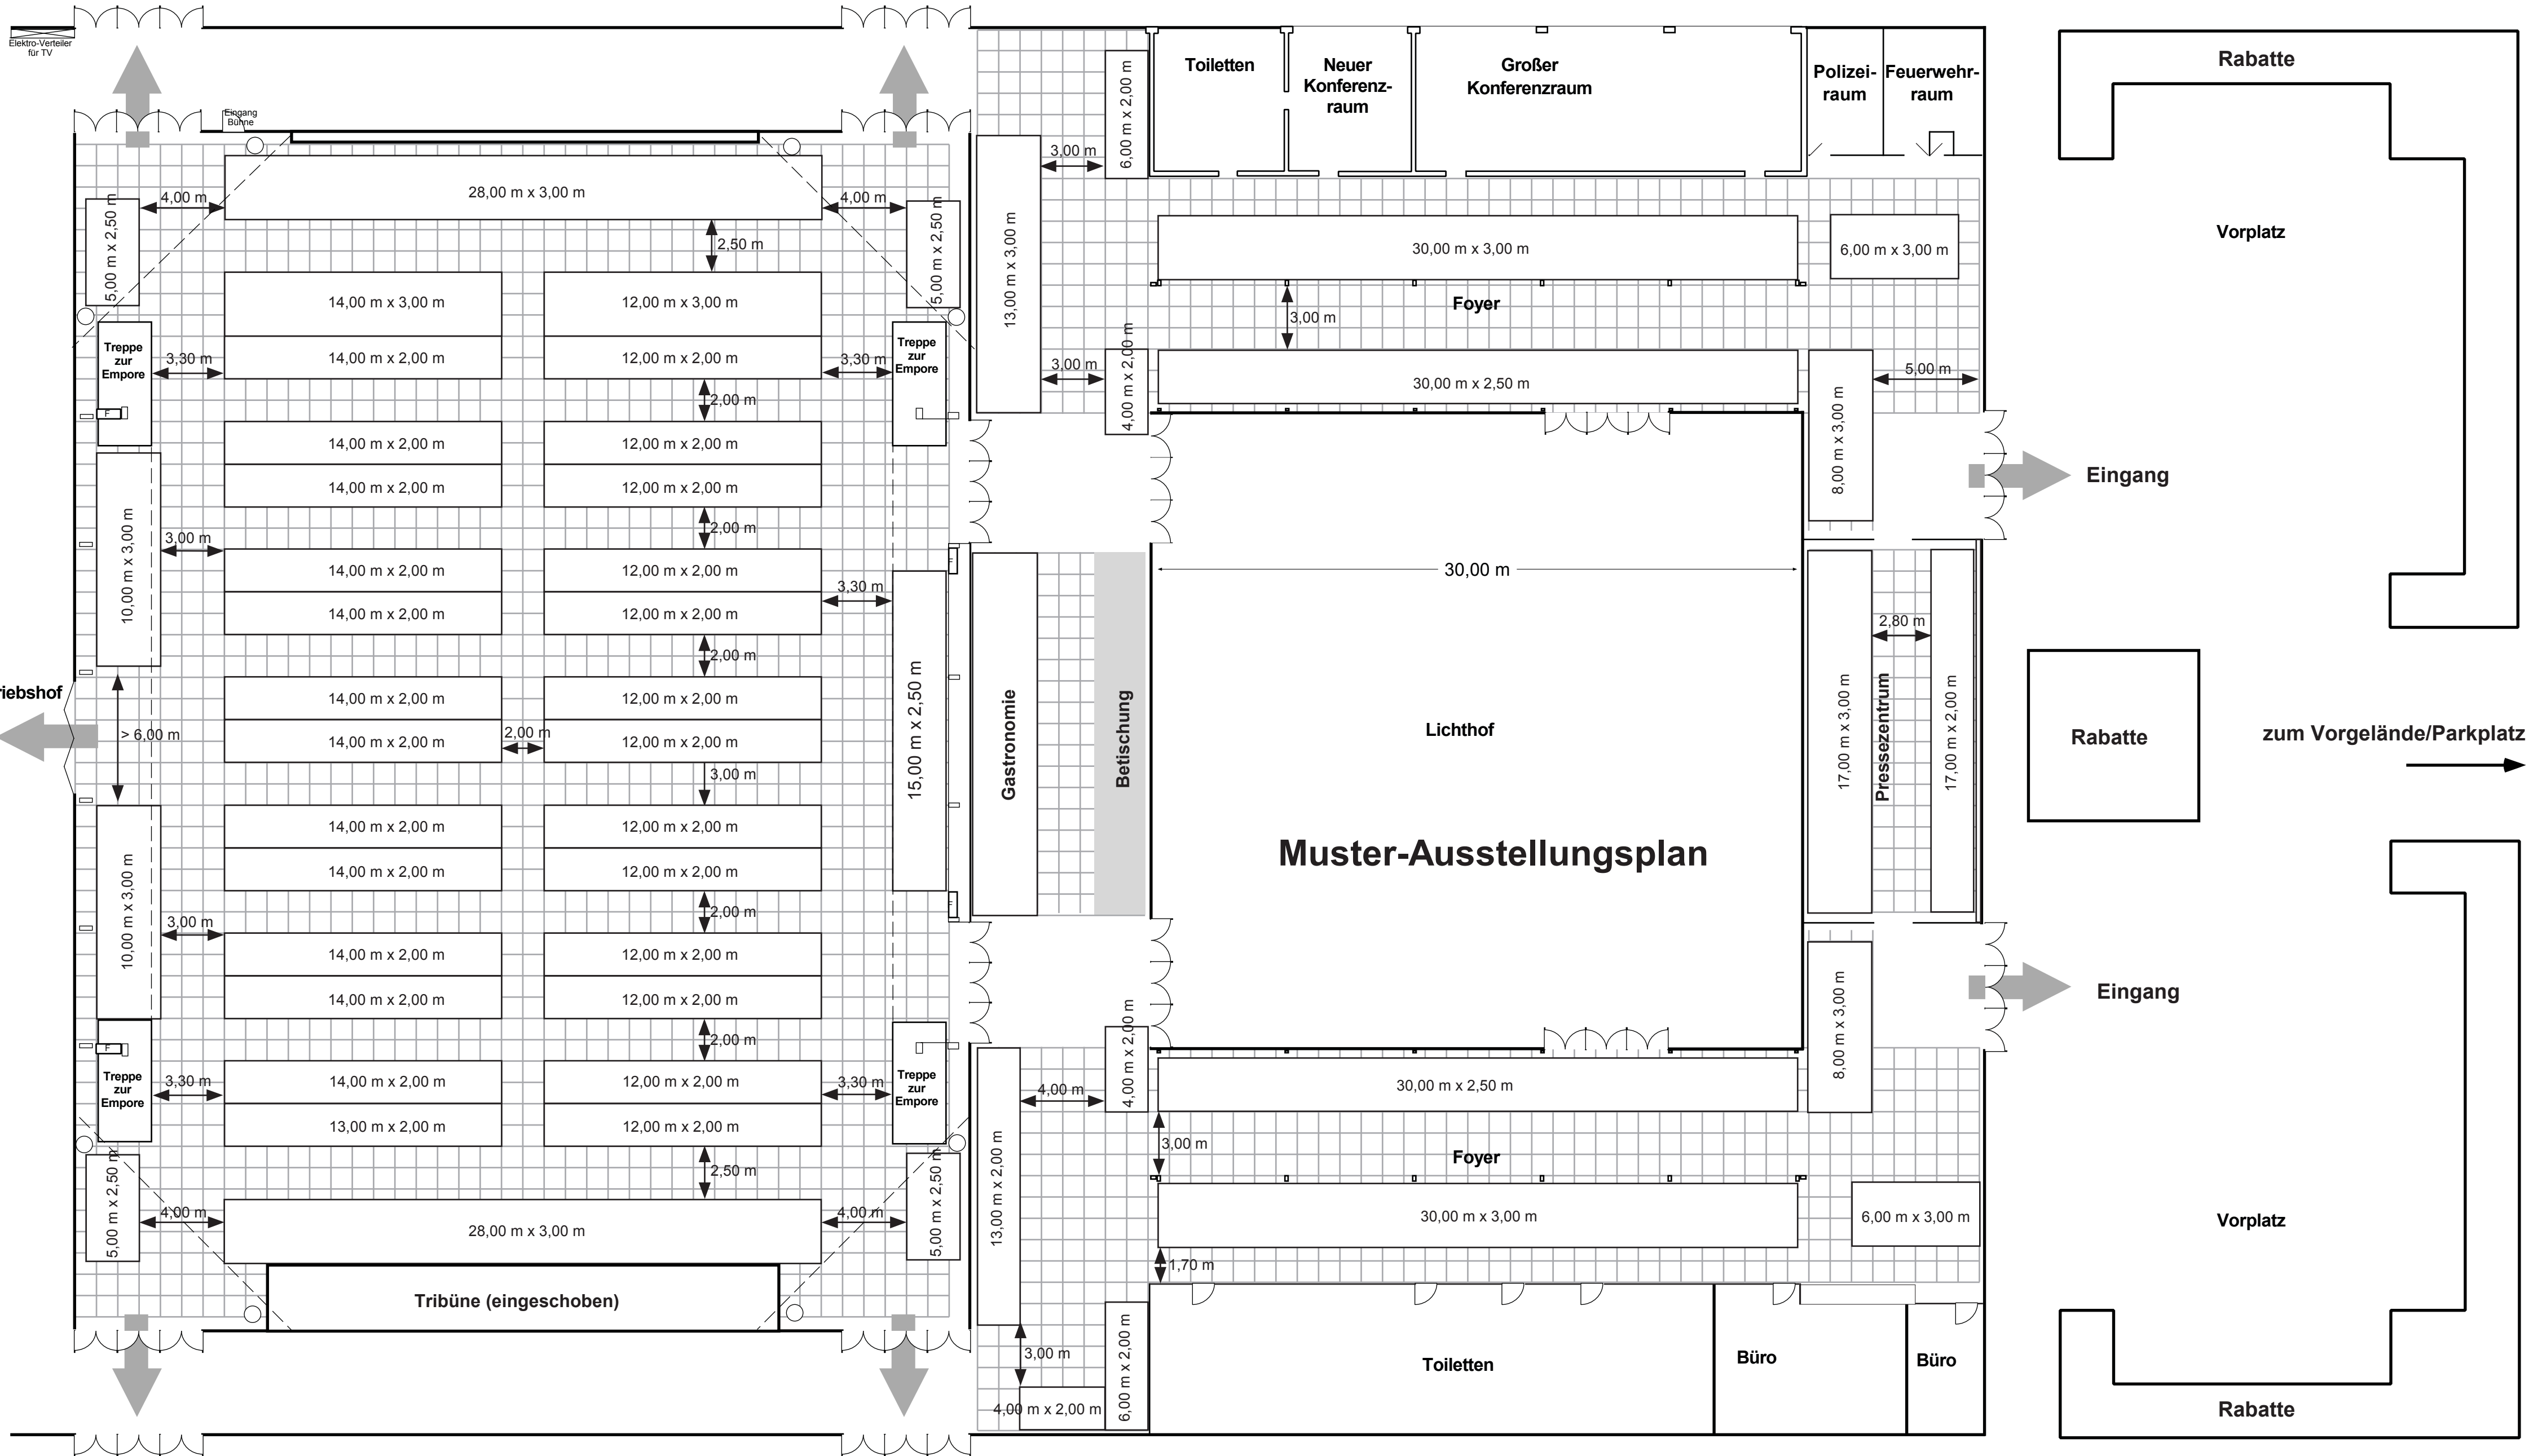 Elektro-Verteiler
für TV
Eingang
Bühne
28,00 m x 3,00 m
4,00 m
4,00 m
5,00 m x 2,50 m
5,00 m x 2,50 m
2,50 m
14,00 m x 3,00 m
12,00 m x 3,00 m
14,00 m x 2,00 m
12,00 m x 2,00 m
Treppe
zur
Empore
3,30 m
3,30 m
Treppe
zur
Empore
F
2,00 m
14,00 m x 2,00 m
12,00 m x 2,00 m
14,00 m x 2,00 m
12,00 m x 2,00 m
10,00 m x 3,00 m
3,00 m
2,00 m
F
14,00 m x 2,00 m
12,00 m x 2,00 m
14,00 m x 2,00 m
12,00 m x 2,00 m
3,30 m
2,00 m
riebshof
> 6,00 m
14,00 m x 2,00 m
12,00 m x 2,00 m
14,00 m x 2,00 m
2,00 m
12,00 m x 2,00 m
15,00 m x 2,50 m
3,00 m
14,00 m x 2,00 m
12,00 m x 2,00 m
14,00 m x 2,00 m
12,00 m x 2,00 m
10,00 m x 3,00 m
3,00 m
2,00 m
F
14,00 m x 2,00 m
12,00 m x 2,00 m
14,00 m x 2,00 m
12,00 m x 2,00 m
2,00 m
F
Treppe
zur
Empore
3,30 m
14,00 m x 2,00 m
12,00 m x 2,00 m
3,30 m
Treppe
zur
Empore
13,00 m x 2,00 m
12,00 m x 2,00 m
2,50 m
5,00 m x 2,50 m
5,00 m x 2,50 m
4,00 m
4,00 m
28,00 m x 3,00 m
Tribüne (eingeschoben)
6,00 m x 2,00 m
3,00 m
13,00 m x 3,00 m
3,00 m
4,00 m x 2,00 m
Toiletten
Neuer
Konferenz-
raum
Großer
Konferenzraum
Polizei-
raum
Feuerwehr-
raum
30,00 m x 3,00 m
6,00 m x 3,00 m
Foyer
3,00 m
30,00 m x 2,50 m
5,00 m
8,00 m x 3,00 m
Gastronomie
Betischung
30,00 m
Lichthof
Muster-Ausstellungsplan
17,00 m x 3,00 m
2,80 m
Pressezentrum
17,00 m x 2,00 m
8,00 m x 3,00 m
4,00 m x 2,00 m
4,00 m
13,00 m x 2,00 m
30,00 m x 2,50 m
3,00 m
Foyer
30,00 m x 3,00 m
6,00 m x 3,00 m
1,70 m
3,00 m
4,00 m x 2,00 m
6,00 m x 2,00 m
Toiletten
Büro
Büro
Rabatte
Vorplatz
Eingang
Rabatte
zum Vorgelände/Parkplatz
Eingang
Vorplatz
Rabatte